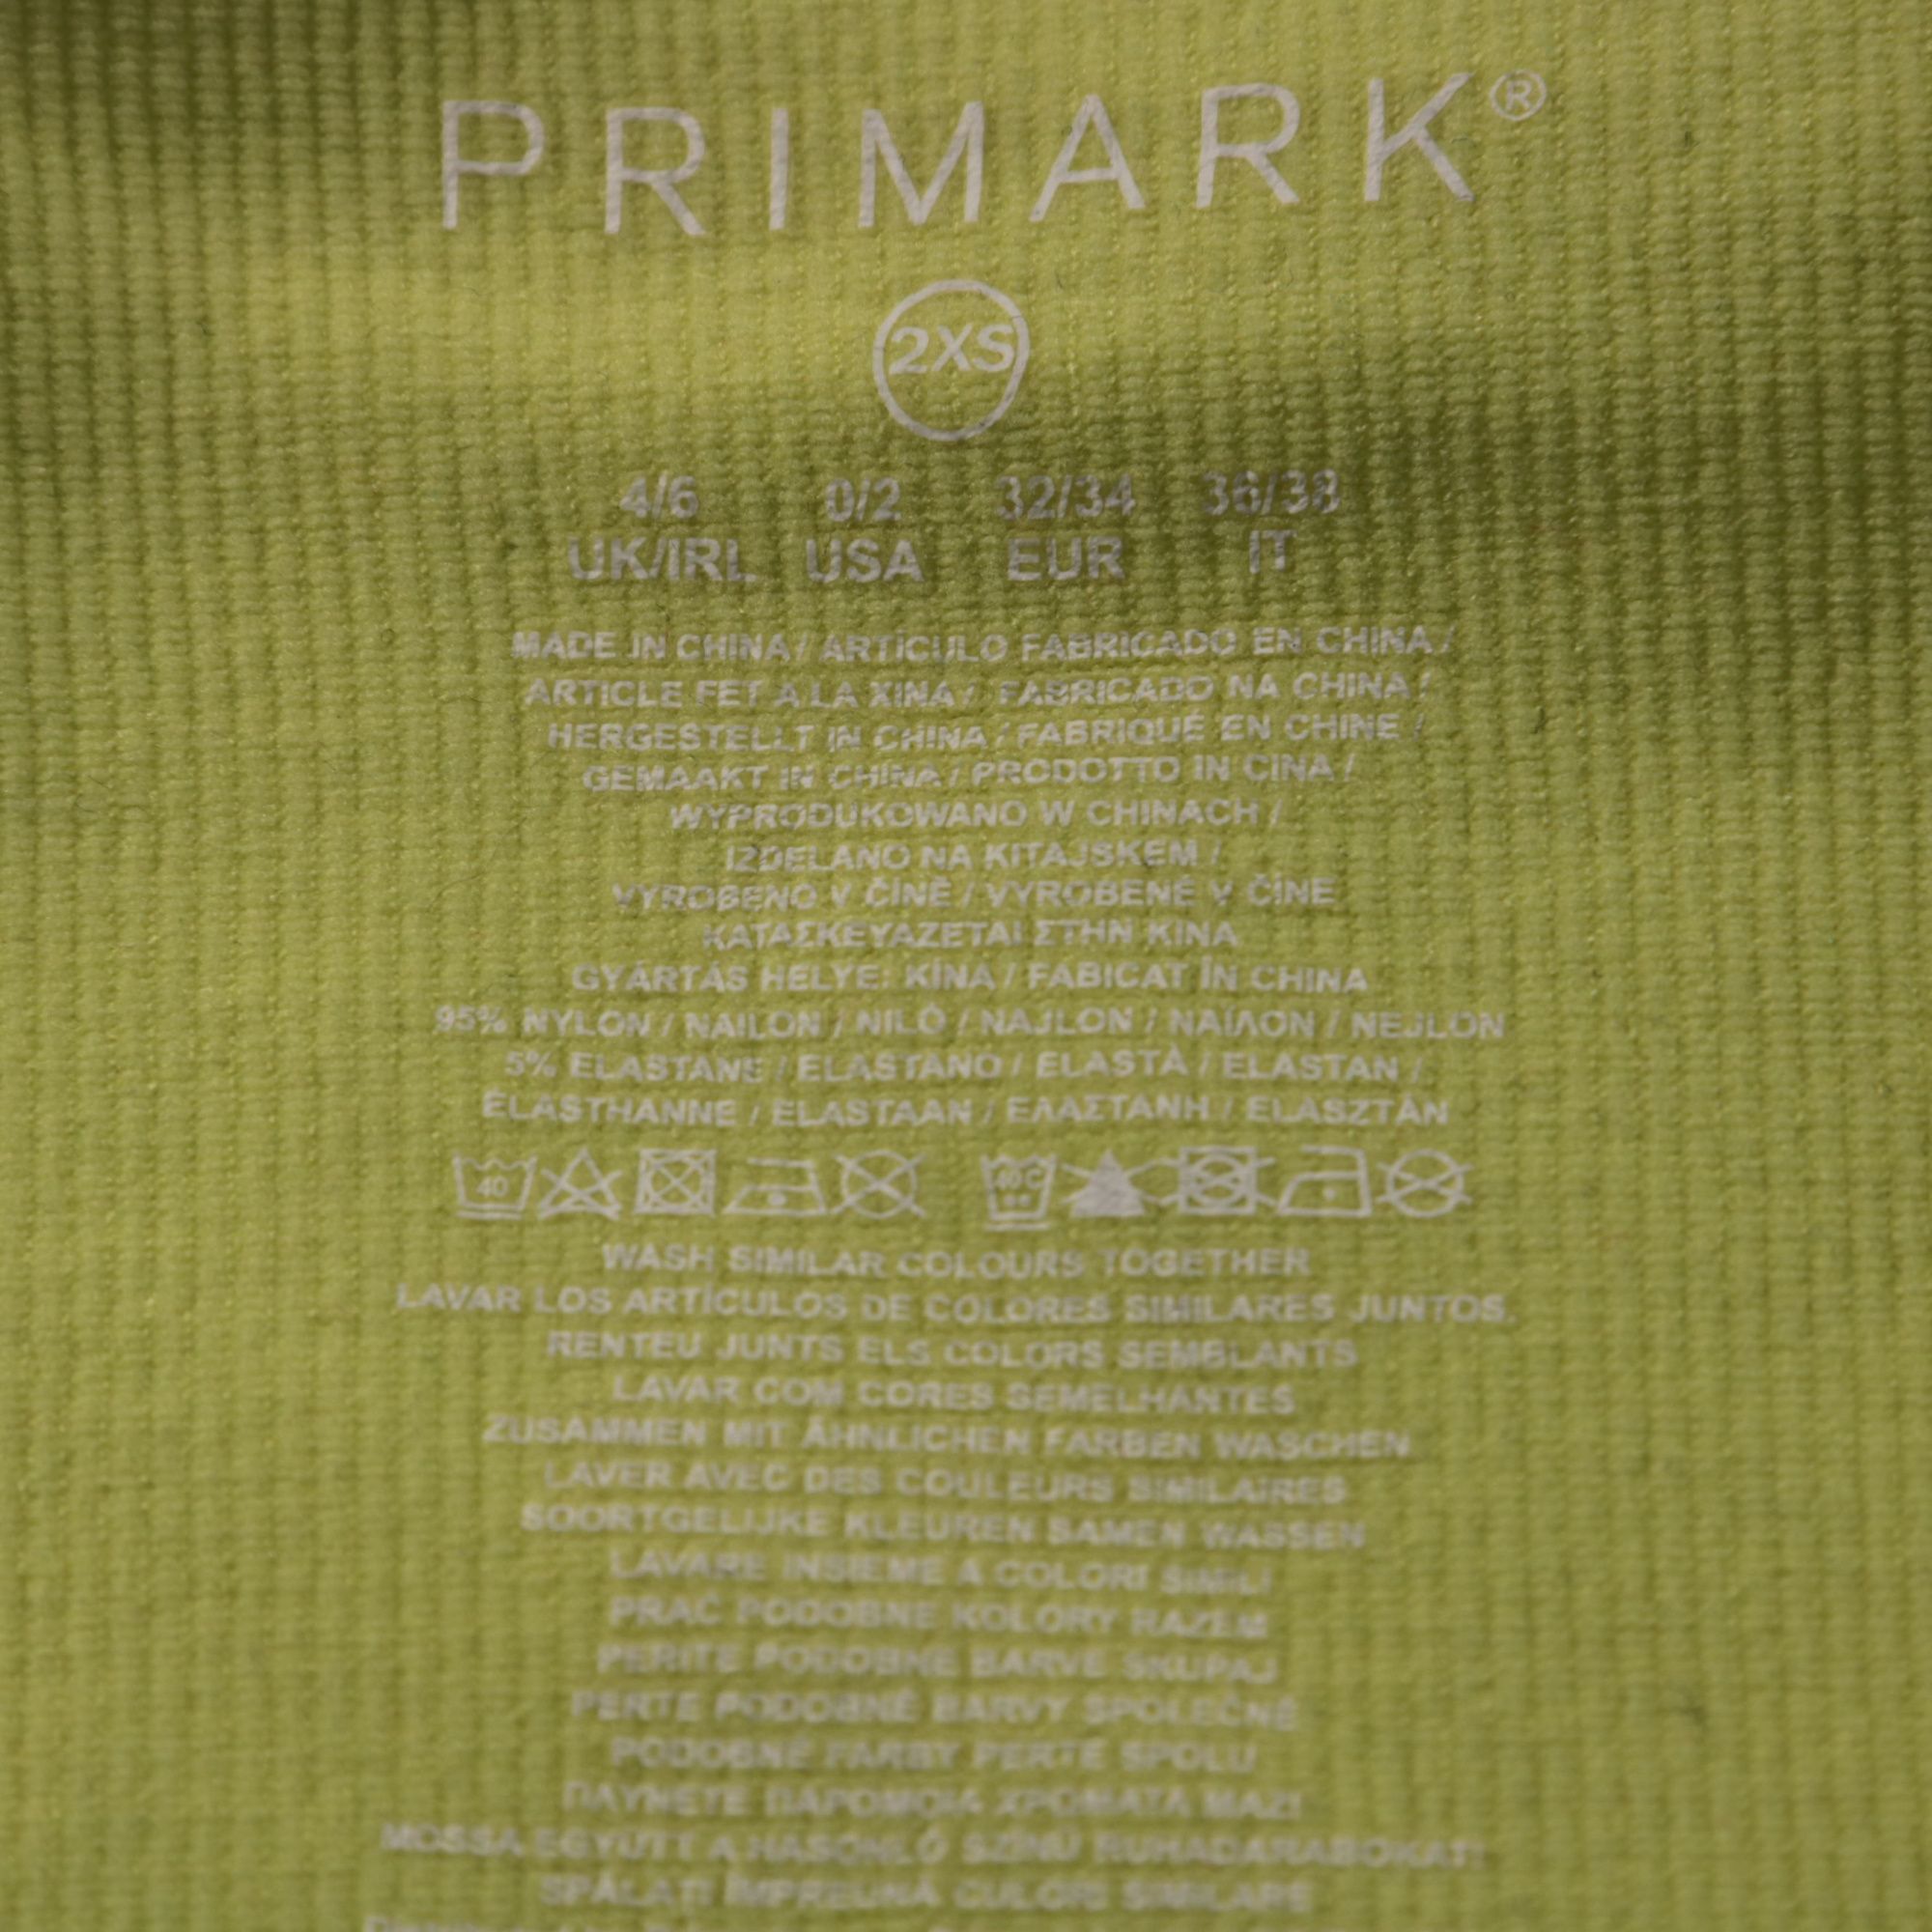 PRIMARK®
2XS
4/6 0/2 32/34 36/38
UK/IRL USA EUR IT
MADE IN CHINA / ARTÍCULO FABRICADO EN CHINA /
ARTICLE FET A LA XINA / FABRICADO NA CHINA /
HERGESTELLT IN CHINA / FABRIQUÉ EN CHINE /
GEMAAKT IN CHINA / PRODOTTO IN CINA /
WYPRODUKOWANO W CHINACH /
IZDELANO NA KITAJSKEM /
VYROBENO V ČÍNĚ / VYROBENÉ V ČÍNE
ΚΑΤΑΣΚΕΥΑΖΕΤΑΙ ΣΤΗΝ ΚΙΝΑ
GYÁRTÁS HELYE: KÍNA / FABICAT ÎN CHINA
95% NYLON / NAILON / NILÓ / NAJLON / ΝΑΪΛΟΝ / NEJLON
5% ELASTANE / ELASTANO / ELASTÀ / ELASTAN /
ÉLASTHANNE / ELASTAAN / ΕΛΑΣΤΑΝΗ / ELASZTÁN
40 40°C
WASH SIMILAR COLOURS TOGETHER
LAVAR LOS ARTÍCULOS DE COLORES SIMILARES JUNTOS.
RENTEU JUNTS ELS COLORS SEMBLANTS
LAVAR COM CORES SEMELHANTES
ZUSAMMEN MIT ÄHNLICHEN FARBEN WASCHEN
LAVER AVEC DES COULEURS SIMILAIRES
SOORTGELIJKE KLEUREN SAMEN WASSEN
LAVARE INSIEME A COLORI SIMILI
PRAĆ PODOBNE KOLORY RAZEM
PERITE PODOBNE BARVE SKUPAJ
PERTE PODOBNÉ BARVY SPOLEČNĚ
PODOBNÉ FARBY PERTE SPOLU
ΠΛΥΝΕΤΕ ΠΑΡΟΜΟΙΑ ΧΡΩΜΑΤΑ ΜΑΖΙ
MOSSA EGYÜTT A HASONLÓ SZÍNŰ RUHADARABOKAT!
SPĂLAȚI ÎMPREUNĂ CULORI SIMILARE